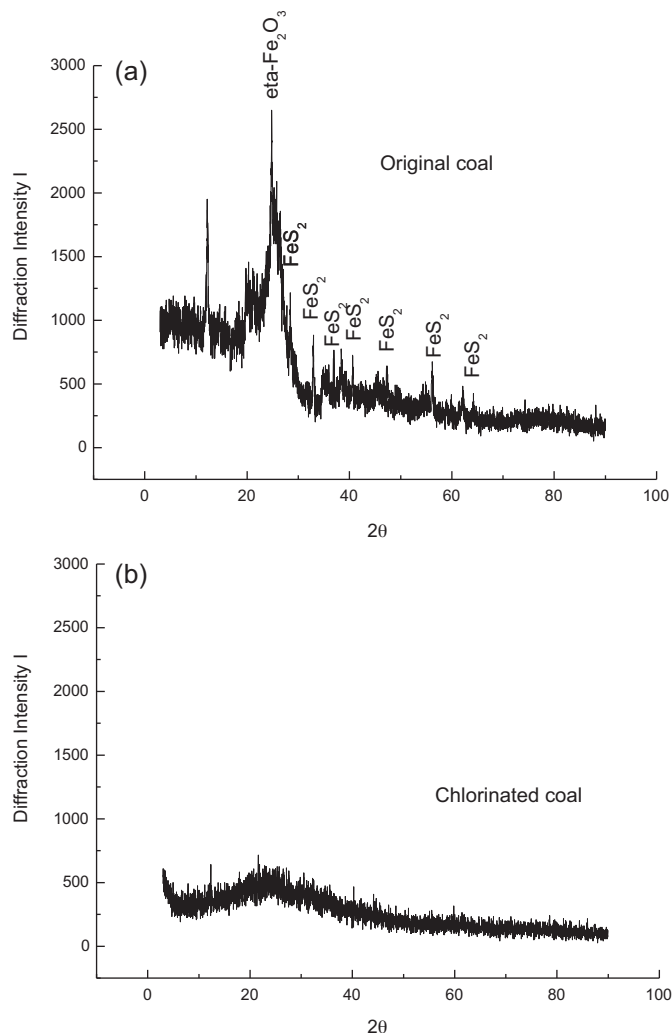 (a)
eta-Fe₂O₃
Original coal
FeS₂
FeS₂
FeS₂
FeS₂
FeS₂
FeS₂
FeS₂
Diffraction Intensity I
3000
2500
2000
1500
1000
500
0
0 20 40 60 80 100
2θ
(b)
Chlorinated coal
Diffraction Intensity I
3000
2500
2000
1500
1000
500
0
0 20 40 60 80 100
2θ